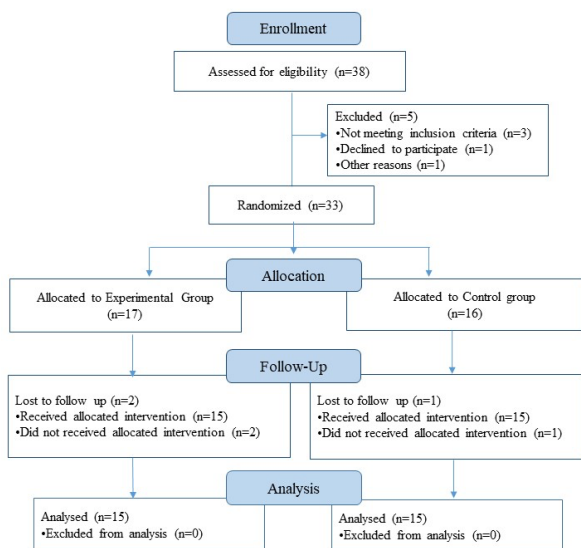 Enrollment
Assessed for eligibility (n=38)
Excluded (n=5)
•Not meeting inclusion criteria (n=3)
•Declined to participate (n=1)
•Other reasons (n=1)
Randomized (n=33)
Allocation
Allocated to Experimental Group
(n=17)
Allocated to Control group
(n=16)
Follow-Up
Lost to follow up (n=2)
•Received allocated intervention (n=15)
•Did not received allocated intervention (n=2)
Lost to follow up (n=1)
•Received allocated intervention (n=15)
•Did not received allocated intervention (n=1)
Analysis
Analysed (n=15)
•Excluded from analysis (n=0)
Analysed (n=15)
•Excluded from analysis (n=0)